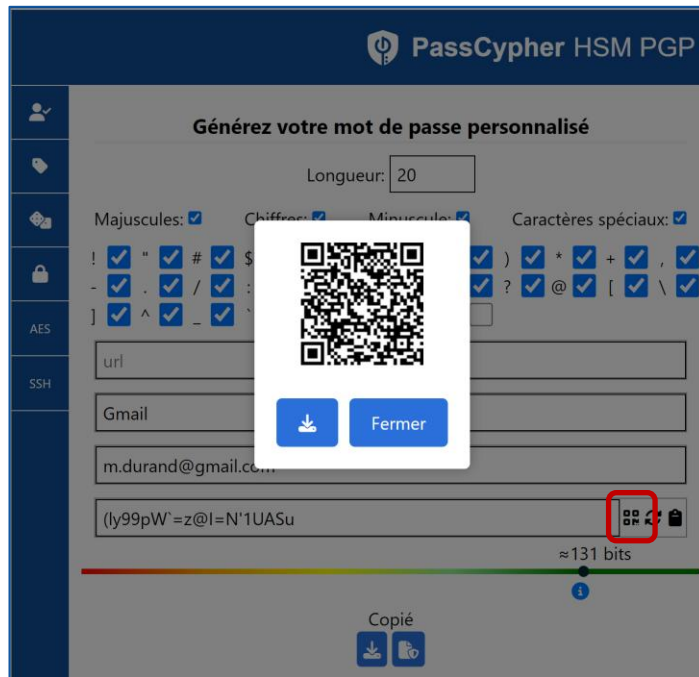 PassCypher HSM PGP
Générez votre mot de passe personnalisé
Longueur: 20
Majuscules: Chiffres: Minuscule: Caractères spéciaux:
! " # $ ) * + ,
- . / : ? @ [ \
] ^ _ `
AES
url
SSH
Fermer
Gmail
m.durand@gmail.com
(ly99pW`=z@I=N'1UASu
≈131 bits
Copié